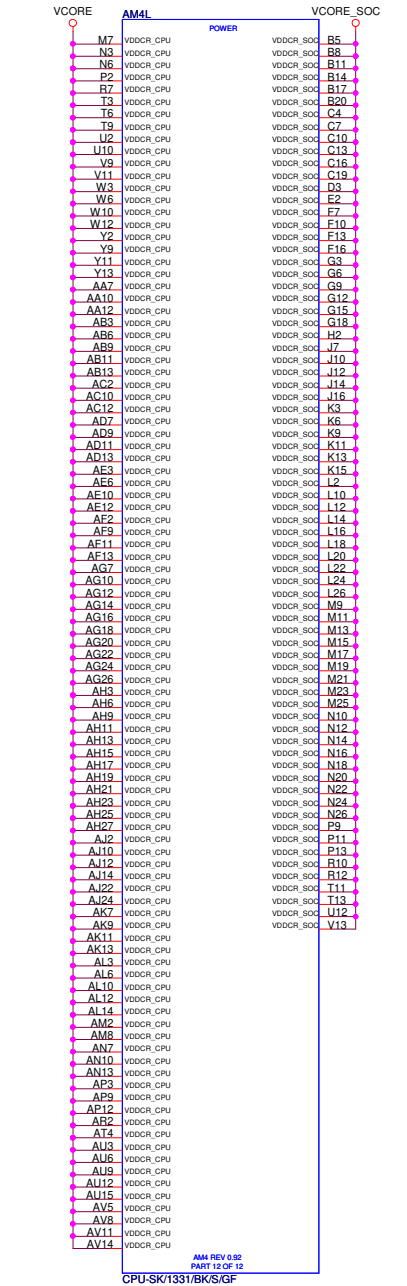 VCORE VCORE_SOC
AM4L
POWER
M7 VDDCR_CPU VDDCR_SOC B5
N3 VDDCR_CPU VDDCR_SOC B8
N6 VDDCR_CPU VDDCR_SOC B11
P2 VDDCR_CPU VDDCR_SOC B14
R7 VDDCR_CPU VDDCR_SOC B17
T3 VDDCR_CPU VDDCR_SOC B20
T6 VDDCR_CPU VDDCR_SOC C4
T9 VDDCR_CPU VDDCR_SOC C7
U2 VDDCR_CPU VDDCR_SOC C10
U10 VDDCR_CPU VDDCR_SOC C13
V9 VDDCR_CPU VDDCR_SOC C16
V11 VDDCR_CPU VDDCR_SOC C19
W3 VDDCR_CPU VDDCR_SOC D3
W6 VDDCR_CPU VDDCR_SOC E2
W10 VDDCR_CPU VDDCR_SOC F7
W12 VDDCR_CPU VDDCR_SOC F10
Y2 VDDCR_CPU VDDCR_SOC F13
Y9 VDDCR_CPU VDDCR_SOC F16
Y11 VDDCR_CPU VDDCR_SOC G3
Y13 VDDCR_CPU VDDCR_SOC G6
AA7 VDDCR_CPU VDDCR_SOC G9
AA10 VDDCR_CPU VDDCR_SOC G12
AA12 VDDCR_CPU VDDCR_SOC G15
AB3 VDDCR_CPU VDDCR_SOC G18
AB6 VDDCR_CPU VDDCR_SOC H2
AB9 VDDCR_CPU VDDCR_SOC J7
AB11 VDDCR_CPU VDDCR_SOC J10
AB13 VDDCR_CPU VDDCR_SOC J12
AC2 VDDCR_CPU VDDCR_SOC J14
AC10 VDDCR_CPU VDDCR_SOC J16
AC12 VDDCR_CPU VDDCR_SOC K3
AD7 VDDCR_CPU VDDCR_SOC K6
AD9 VDDCR_CPU VDDCR_SOC K9
AD11 VDDCR_CPU VDDCR_SOC K11
AD13 VDDCR_CPU VDDCR_SOC K13
AE3 VDDCR_CPU VDDCR_SOC K15
AE6 VDDCR_CPU VDDCR_SOC L2
AE10 VDDCR_CPU VDDCR_SOC L10
AE12 VDDCR_CPU VDDCR_SOC L12
AF2 VDDCR_CPU VDDCR_SOC L14
AF9 VDDCR_CPU VDDCR_SOC L16
AF11 VDDCR_CPU VDDCR_SOC L18
AF13 VDDCR_CPU VDDCR_SOC L20
AG7 VDDCR_CPU VDDCR_SOC L22
AG10 VDDCR_CPU VDDCR_SOC L24
AG12 VDDCR_CPU VDDCR_SOC L26
AG14 VDDCR_CPU VDDCR_SOC M9
AG16 VDDCR_CPU VDDCR_SOC M11
AG18 VDDCR_CPU VDDCR_SOC M13
AG20 VDDCR_CPU VDDCR_SOC M15
AG22 VDDCR_CPU VDDCR_SOC M17
AG24 VDDCR_CPU VDDCR_SOC M19
AG26 VDDCR_CPU VDDCR_SOC M21
AH3 VDDCR_CPU VDDCR_SOC M23
AH6 VDDCR_CPU VDDCR_SOC M25
AH9 VDDCR_CPU VDDCR_SOC N10
AH11 VDDCR_CPU VDDCR_SOC N12
AH13 VDDCR_CPU VDDCR_SOC N14
AH15 VDDCR_CPU VDDCR_SOC N16
AH17 VDDCR_CPU VDDCR_SOC N18
AH19 VDDCR_CPU VDDCR_SOC N20
AH21 VDDCR_CPU VDDCR_SOC N22
AH23 VDDCR_CPU VDDCR_SOC N24
AH25 VDDCR_CPU VDDCR_SOC N26
AH27 VDDCR_CPU VDDCR_SOC P9
AJ2 VDDCR_CPU VDDCR_SOC P11
AJ10 VDDCR_CPU VDDCR_SOC P13
AJ12 VDDCR_CPU VDDCR_SOC R10
AJ14 VDDCR_CPU VDDCR_SOC R12
AJ22 VDDCR_CPU VDDCR_SOC T11
AJ24 VDDCR_CPU VDDCR_SOC T13
AK7 VDDCR_CPU VDDCR_SOC U12
AK9 VDDCR_CPU VDDCR_SOC V13
AK11 VDDCR_CPU
AK13 VDDCR_CPU
AL3 VDDCR_CPU
AL6 VDDCR_CPU
AL10 VDDCR_CPU
AL12 VDDCR_CPU
AL14 VDDCR_CPU
AM2 VDDCR_CPU
AM8 VDDCR_CPU
AN7 VDDCR_CPU
AN10 VDDCR_CPU
AN13 VDDCR_CPU
AP3 VDDCR_CPU
AP9 VDDCR_CPU
AP12 VDDCR_CPU
AR2 VDDCR_CPU
AT4 VDDCR_CPU
AU3 VDDCR_CPU
AU6 VDDCR_CPU
AU9 VDDCR_CPU
AU12 VDDCR_CPU
AU15 VDDCR_CPU
AV5 VDDCR_CPU
AV8 VDDCR_CPU
AV11 VDDCR_CPU
AV14 VDDCR_CPU
AM4 REV 0.92
PART 12 OF 12
CPU-SK/1331/BK/S/GF